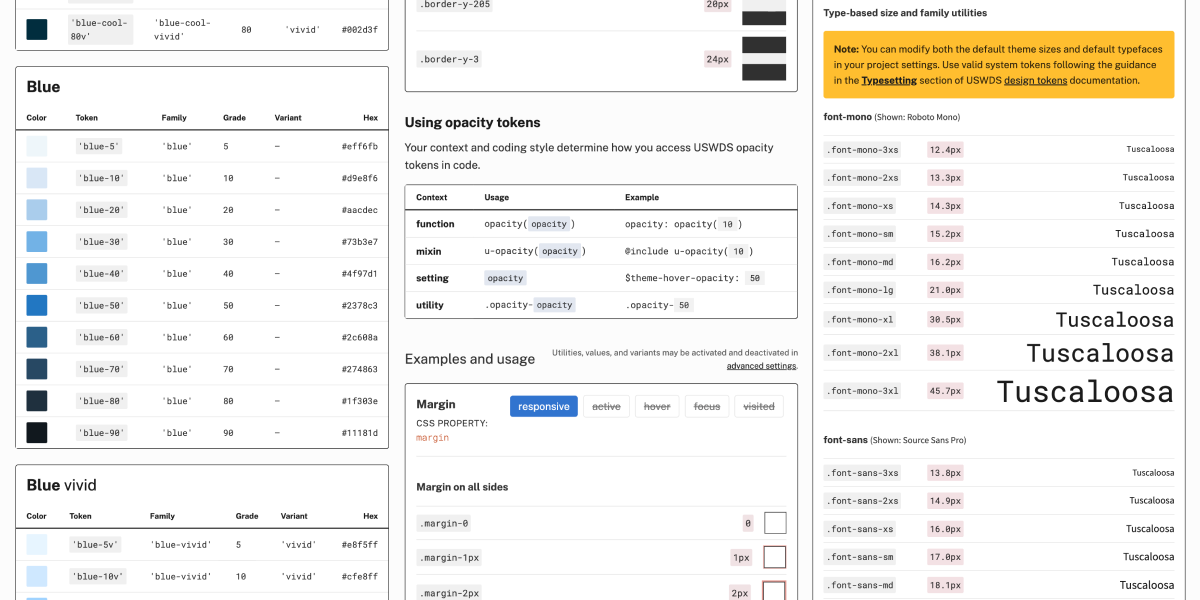 'blue-cool-
80v' 'blue-cool-
vivid' 80 'vivid' #002d3f
Blue
Color Token Family Grade Variant Hex
'blue-5' 'blue' 5 – #eff6fb
'blue-10' 'blue' 10 – #d9e8f6
'blue-20' 'blue' 20 – #aacdec
'blue-30' 'blue' 30 – #73b3e7
'blue-40' 'blue' 40 – #4f97d1
'blue-50' 'blue' 50 – #2378c3
'blue-60' 'blue' 60 – #2c608a
'blue-70' 'blue' 70 – #274863
'blue-80' 'blue' 80 – #1f303e
'blue-90' 'blue' 90 – #11181d
Blue vivid
Color Token Family Grade Variant Hex
'blue-5v' 'blue-vivid' 5 'vivid' #e8f5ff
'blue-10v' 'blue-vivid' 10 'vivid' #cfe8ff
.border-y-205 20px
.border-y-3 24px
Using opacity tokens
Your context and coding style determine how you access USWDS opacity
tokens in code.
Context Usage Example
function opacity( opacity ) opacity: opacity( 10 )
mixin u-opacity( opacity ) @include u-opacity( 10 )
setting opacity $theme-hover-opacity: 50
utility .opacity- opacity .opacity- 50
Examples and usage
Utilities, values, and variants may be activated and deactivated in
advanced settings.
Margin responsive active hover focus visited
CSS PROPERTY:
margin
Margin on all sides
.margin-0 0
.margin-1px 1px
.margin-2px 2px
Type-based size and family utilities
Note: You can modify both the default theme sizes and default typefaces
in your project settings. Use valid system tokens following the guidance
in the Typesetting section of USWDS design tokens documentation.
font-mono (Shown: Roboto Mono)
.font-mono-3xs 12.4px Tuscaloosa
.font-mono-2xs 13.3px Tuscaloosa
.font-mono-xs 14.3px Tuscaloosa
.font-mono-sm 15.2px Tuscaloosa
.font-mono-md 16.2px Tuscaloosa
.font-mono-lg 21.0px Tuscaloosa
.font-mono-xl 30.5px Tuscaloosa
.font-mono-2xl 38.1px Tuscaloosa
.font-mono-3xl 45.7px Tuscaloosa
font-sans (Shown: Source Sans Pro)
.font-sans-3xs 13.8px Tuscaloosa
.font-sans-2xs 14.9px Tuscaloosa
.font-sans-xs 16.0px Tuscaloosa
.font-sans-sm 17.0px Tuscaloosa
.font-sans-md 18.1px Tuscaloosa